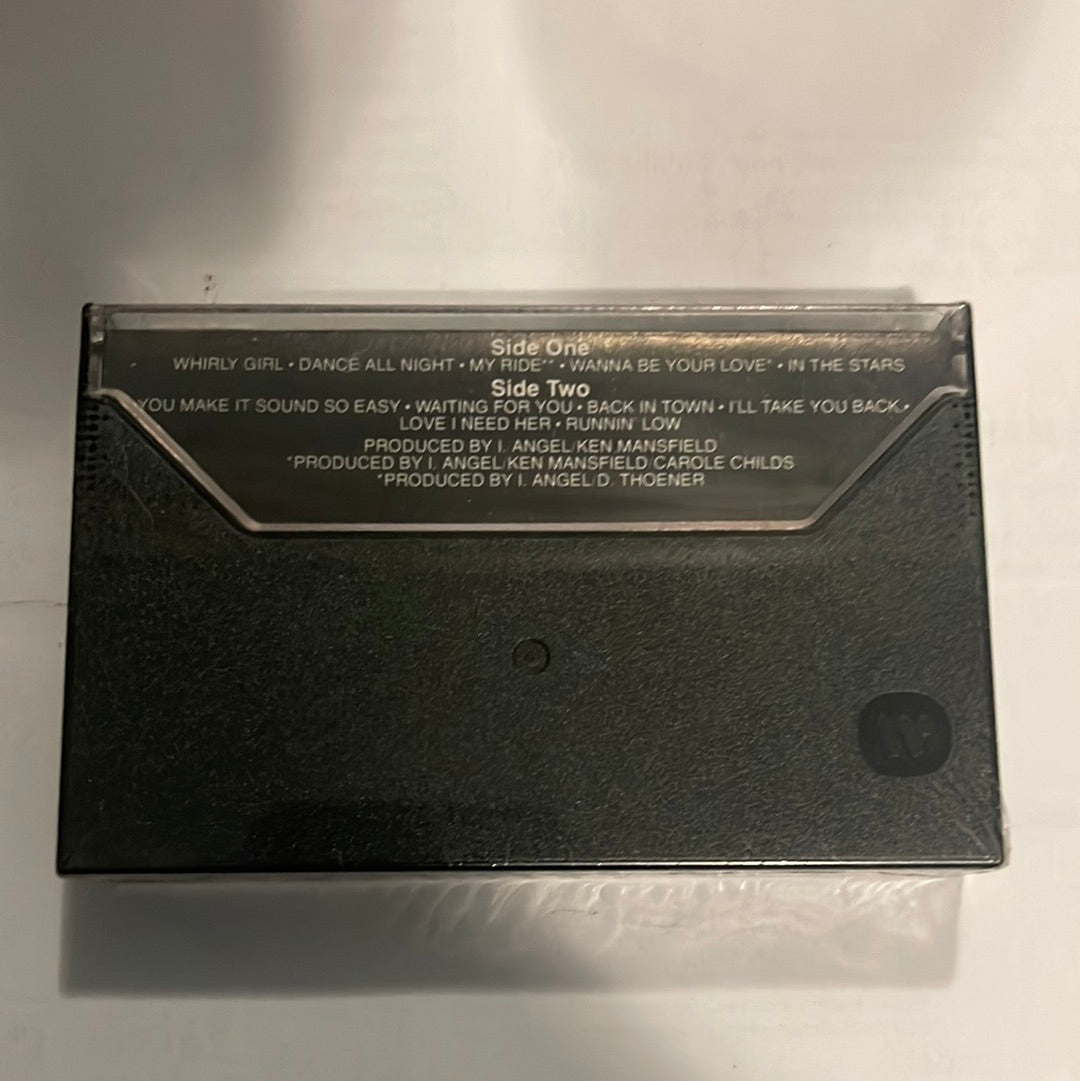 Side One
WHIRLY GIRL • DANCE ALL NIGHT • MY RIDE** • WANNA BE YOUR LOVE* • IN THE STARS
Side Two
YOU MAKE IT SOUND SO EASY • WAITING FOR YOU • BACK IN TOWN • I'LL TAKE YOU BACK •
LOVE I NEED HER • RUNNIN' LOW
PRODUCED BY I. ANGEL/KEN MANSFIELD
*PRODUCED BY I. ANGEL/KEN MANSFIELD/CAROLE CHILDS
*PRODUCED BY I. ANGEL/D. THOENER